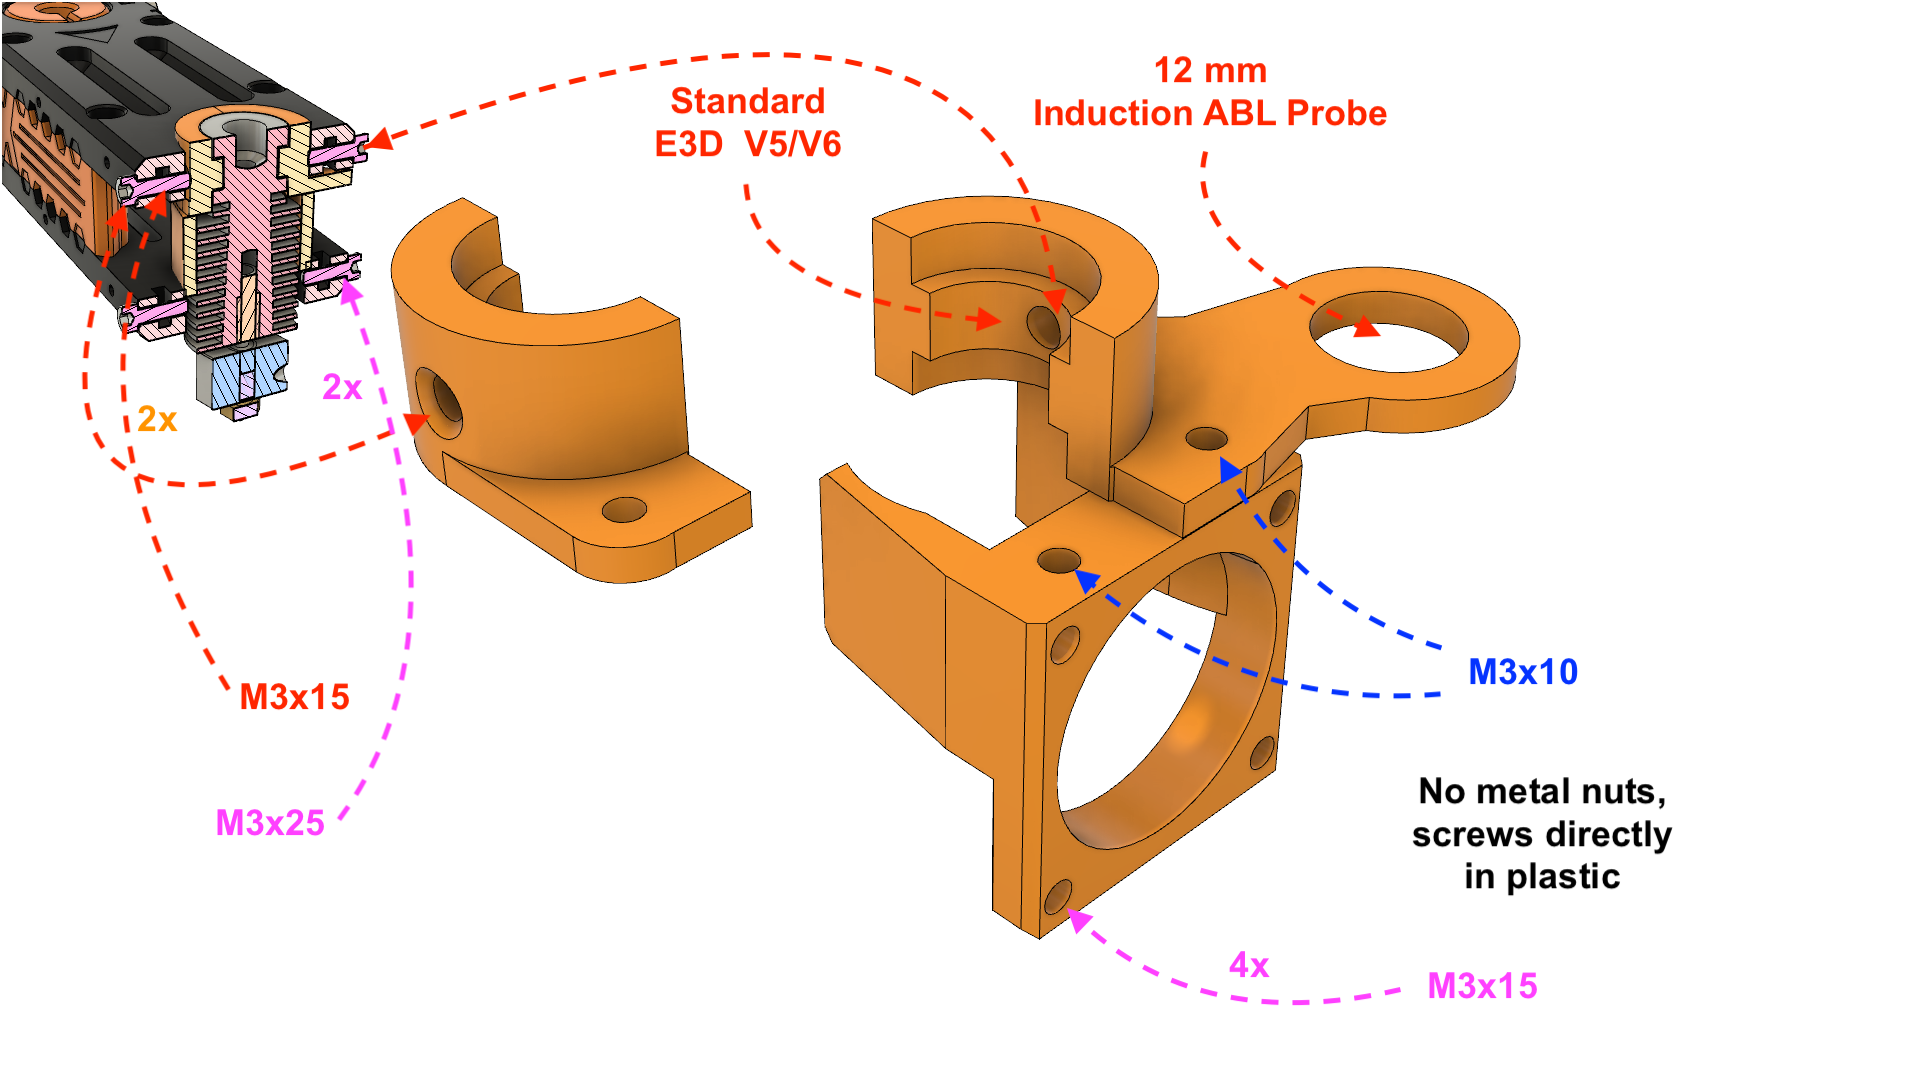 12 mm
Induction ABL Probe
Standard
E3D V5/V6
2x
2x
M3x15
M3x25
M3x10
No metal nuts,
screws directly
in plastic
4x
M3x15